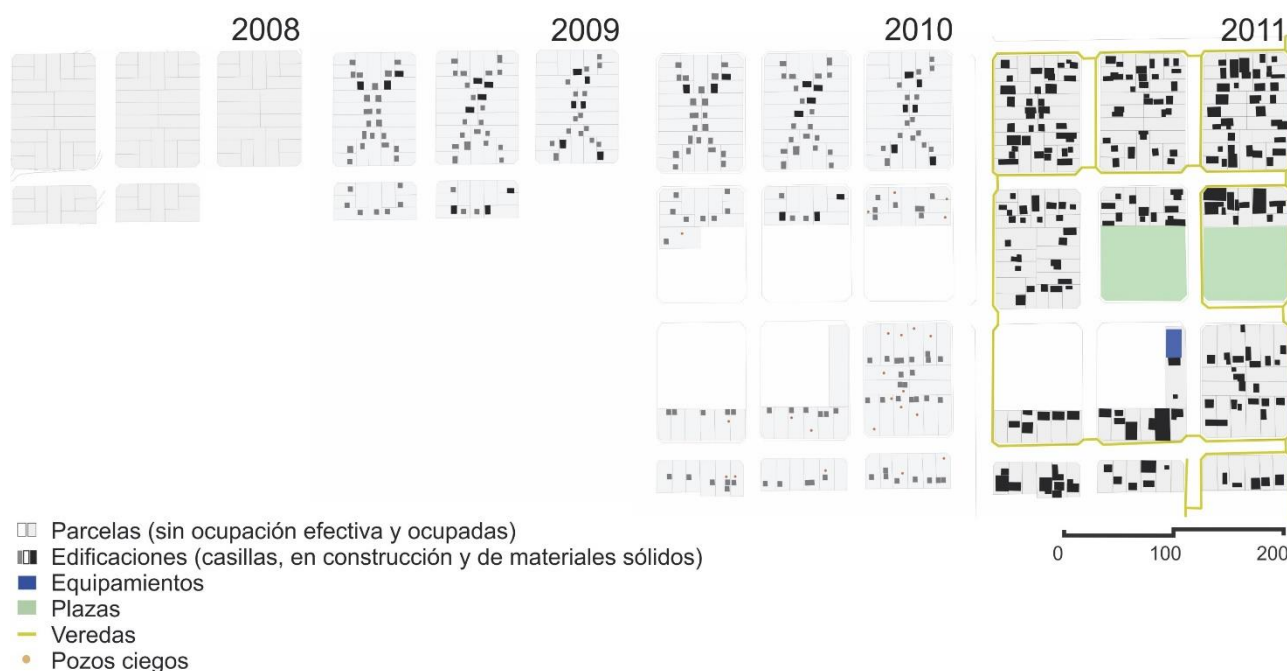 2008
2009
2010
2011
Parcelas (sin ocupación efectiva y ocupadas)
Edificaciones (casillas, en construcción y de materiales sólidos)
Equipamientos
Plazas
Veredas
Pozos ciegos
0 100 200